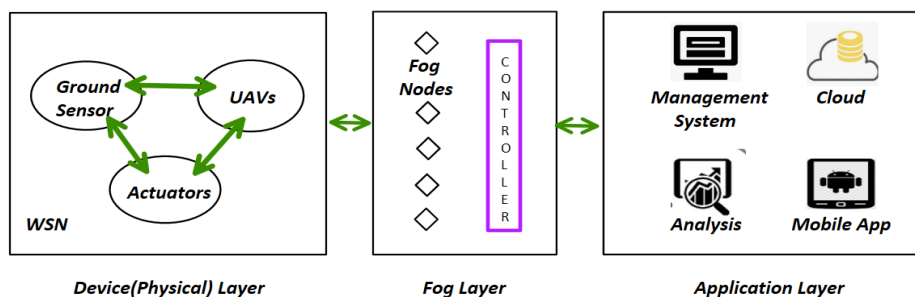 Ground
Sensor
UAVs
Actuators
WSN
Fog
Nodes
CONTROLLER
Management
System
Cloud
Analysis
Mobile App
Device(Physical) Layer
Fog Layer
Application Layer